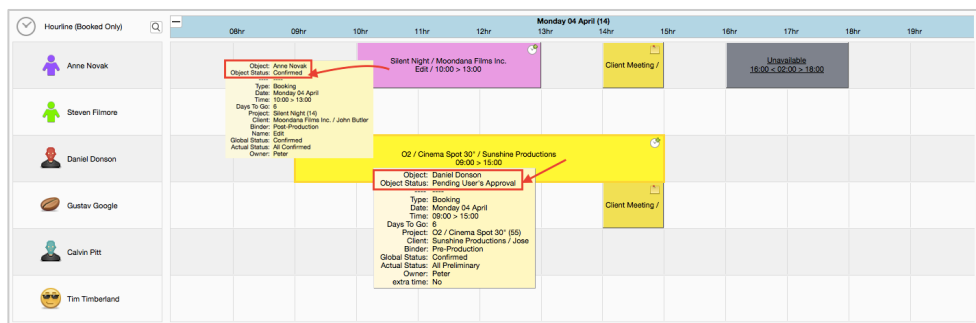 Hourline (Booked Only)
Monday 04 April (14)
08hr 09hr 10hr 11hr 12hr 13hr 14hr 15hr 16hr 17hr 18hr 19hr
Anne Novak
Silent Night / Moondana Films Inc.
Edit / 10:00 > 13:00
Client Meeting /
Unavailable
16:00 < 02:00 > 18:00
Object: Anne Novak
Object Status: Confirmed
---- ----
Type: Booking
Date: Monday 04 April
Time: 10:00 > 13:00
Days To Go: 6
Project: Silent Night (14)
Client: Moondana Films Inc. / John Butler
Binder: Post-Production
Name: Edit
Global Status: Confirmed
Actual Status: All Confirmed
Owner: Peter
Steven Filmore
Daniel Donson
O2 / Cinema Spot 30" / Sunshine Productions
09:00 > 15:00
Object: Daniel Donson
Object Status: Pending User's Approval
---- ----
Type: Booking
Date: Monday 04 April
Time: 09:00 > 15:00
Days To Go: 6
Project: O2 / Cinema Spot 30" (55)
Client: Sunshine Productions / Jose
Binder: Pre-Production
Global Status: Confirmed
Actual Status: All Preliminary
Owner: Peter
extra time: No
Gustav Google
Client Meeting /
Calvin Pitt
Tim Timberland